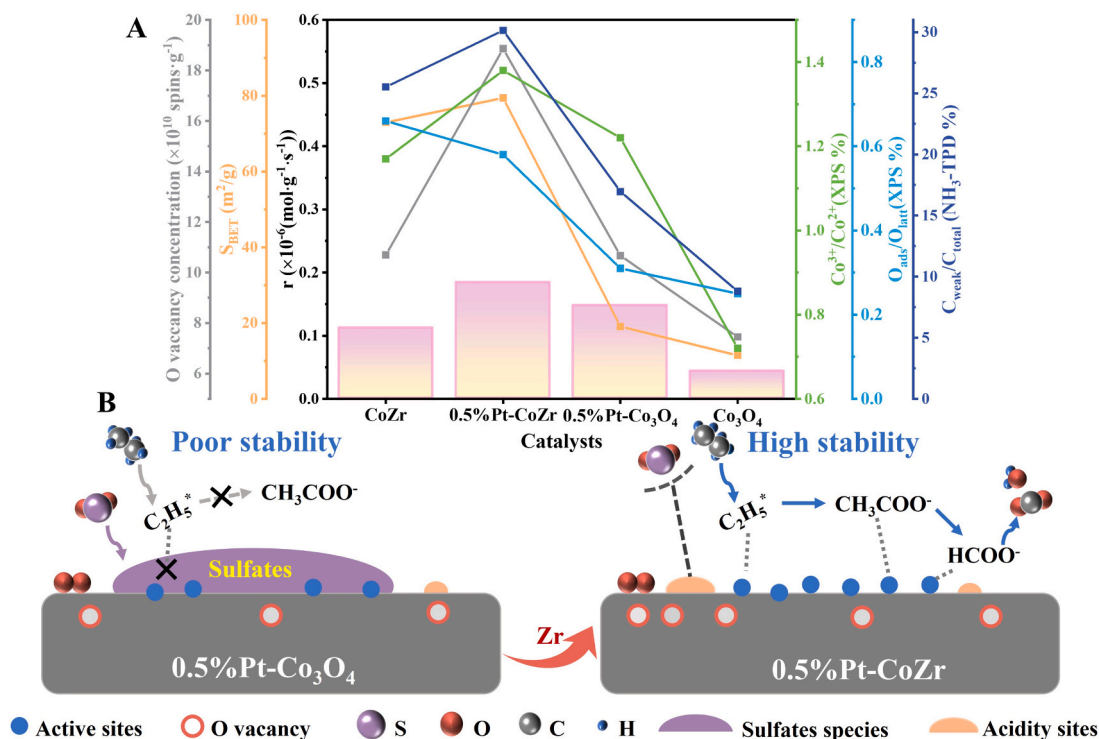 A
O vaccancy concentration (×10¹⁰ spins·g⁻¹)
20
18
16
14
12
10
8
6
S_BET (m²/g)
100
80
60
40
20
0
r (×10⁻⁶(mol·g⁻¹·s⁻¹))
0.6
0.5
0.4
0.3
0.2
0.1
0.0
1.4
1.2
1.0
0.8
0.6
Co³⁺/Co²⁺(XPS %)
0.8
0.6
0.4
0.2
0.0
O_ads/O_latt(XPS %)
30
25
20
15
10
5
0
C_weak/C_total (NH₃-TPD %)
CoZr
0.5%Pt-CoZr
0.5%Pt-Co₃O₄
Co₃O₄
Catalysts
B
Poor stability
C₂H₅*
CH₃COO⁻
Sulfates
0.5%Pt-Co₃O₄
Zr
High stability
C₂H₅*
CH₃COO⁻
HCOO⁻
0.5%Pt-CoZr
Active sites
O vacancy
S
O
C
H
Sulfates species
Acidity sites